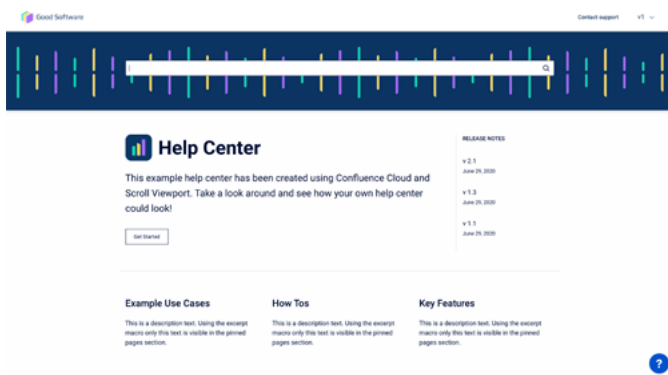 Good Software
Contact support
v1
Help Center
This example help center has been created using Confluence Cloud and
Scroll Viewport. Take a look around and see how your own help center
could look!
Get Started
RELEASE NOTES
v 2.1
June 29, 2020
v 1.3
June 29, 2020
v 1.1
June 29, 2020
Example Use Cases
This is a description text. Using the excerpt
macro only this text is visible in the pinned
pages section.
How Tos
This is a description text. Using the excerpt
macro only this text is visible in the pinned
pages section.
Key Features
This is a description text. Using the excerpt
macro only this text is visible in the pinned
pages section.
?